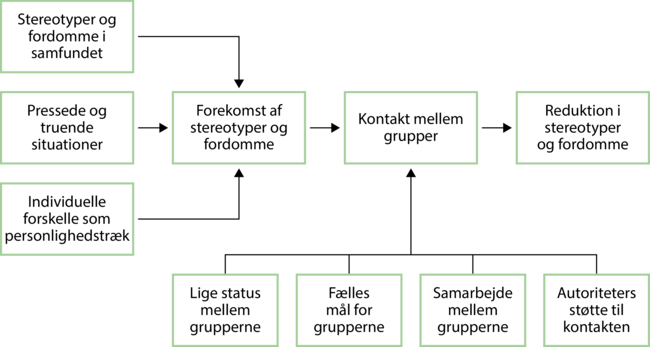 Stereotyper og
fordomme i
samfundet
Pressede og
truende
situationer
Individuelle
forskelle som
personlighedstræk
Forekomst af
stereotyper og
fordomme
Kontakt mellem
grupper
Reduktion i
stereotyper
og fordomme
Lige status
mellem
grupperne
Fælles
mål for
grupperne
Samarbejde
mellem
grupperne
Autoriteters
støtte til
kontakten